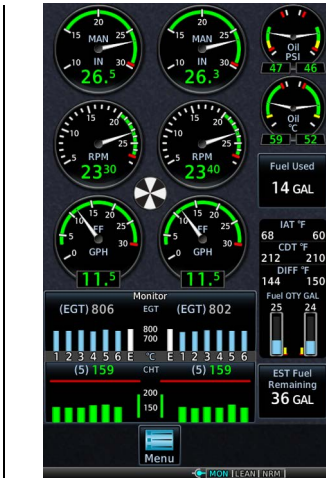 20
15 25
MAN
10 IN 30
26.5
20
15 25
MAN
10 IN 30
26.3
Oil
PSI
47 46
Oil
°C
59 52
20
15
10 25
5
0 RPM 30
23 30
20
15
10 25
5
0 RPM 30
23 40
Fuel Used
14 GAL
15 20
10 25
5 FF
0 GPH 30
11.5
15 20
10 25
5 FF
0 GPH 30
11.5
IAT °F
68 60
CDT °F
212 210
DIFF °F
144 150
Fuel QTY GAL
25 24
Monitor
(EGT) 806 EGT (EGT) 802
800
700
1 2 3 4 5 6 E °C E 1 2 3 4 5 6
(5) 159 CHT (5) 159
200
150
EST Fuel
Remaining
36 GAL
Menu
MON LEAN NRM